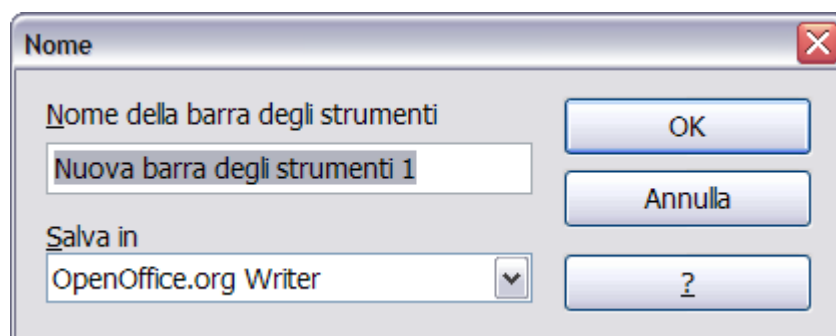 Nome
Nome della barra degli strumenti
OK
Nuova barra degli strumenti 1
Annulla
Salva in
OpenOffice.org Writer
?